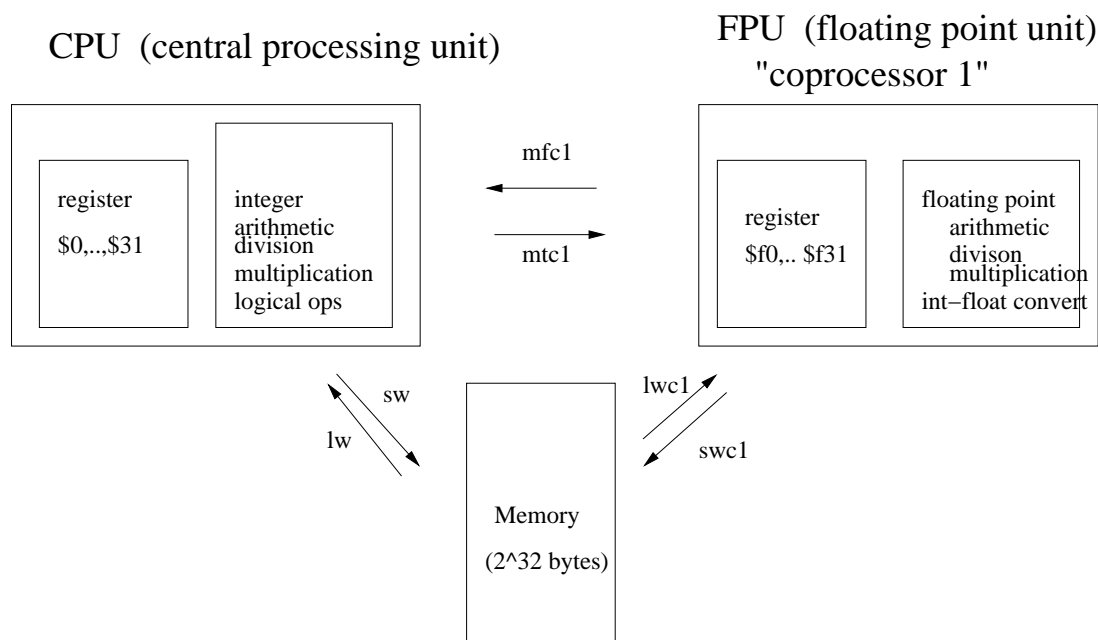 CPU (central processing unit)
FPU (floating point unit)
"coprocessor 1"
register
$0,..,$31
integer
arithmetic
division
multiplication
logical ops
mfc1
mtc1
register
$f0,.. $f31
floating point
arithmetic
divison
multiplication
int−float convert
sw
lw
lwc1
swc1
Memory
(2^32 bytes)